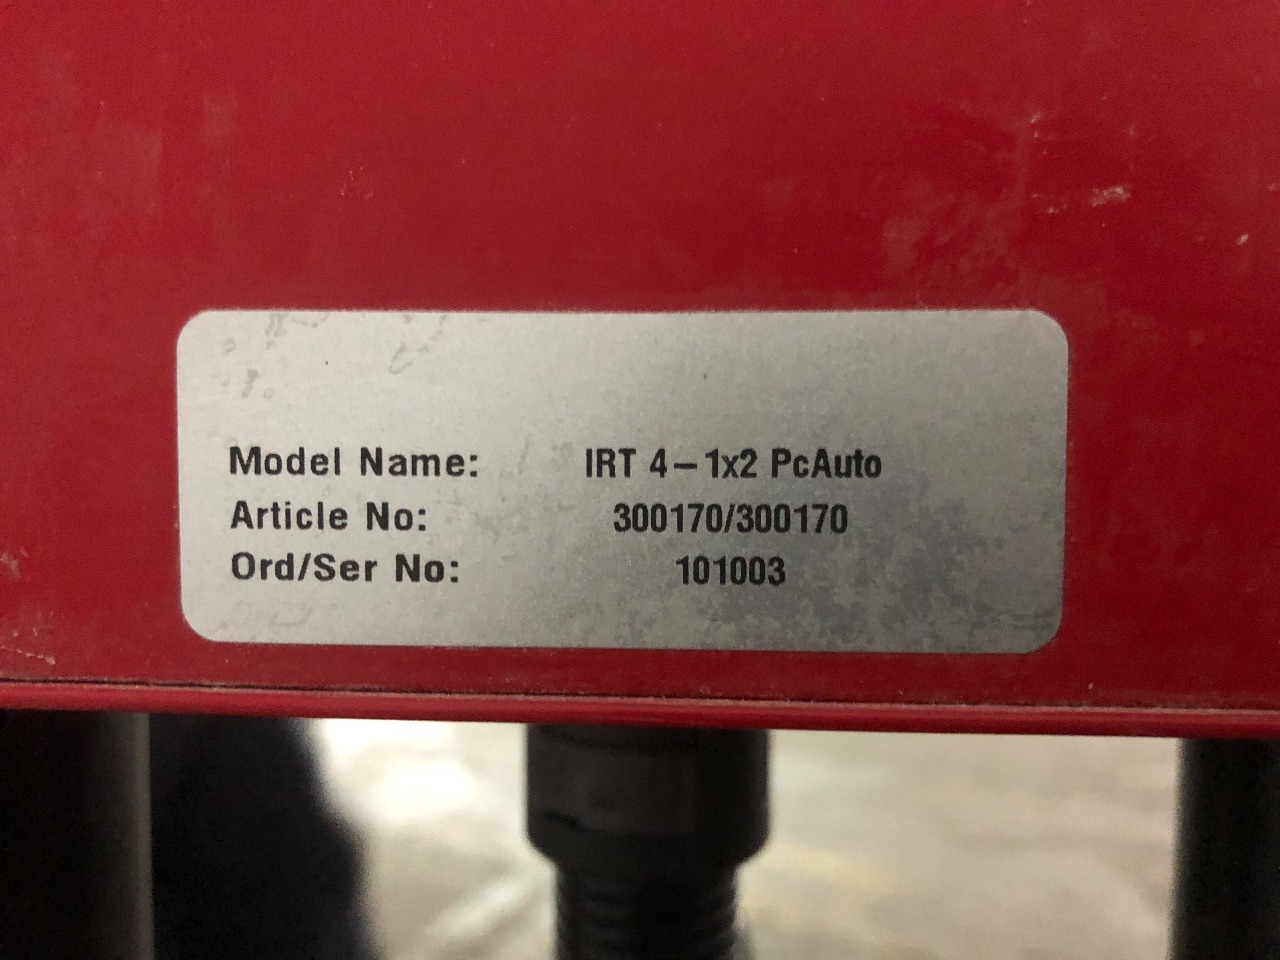 Model Name: IRT 4-1x2 PcAuto
Article No: 300170/300170
Ord/Ser No: 101003